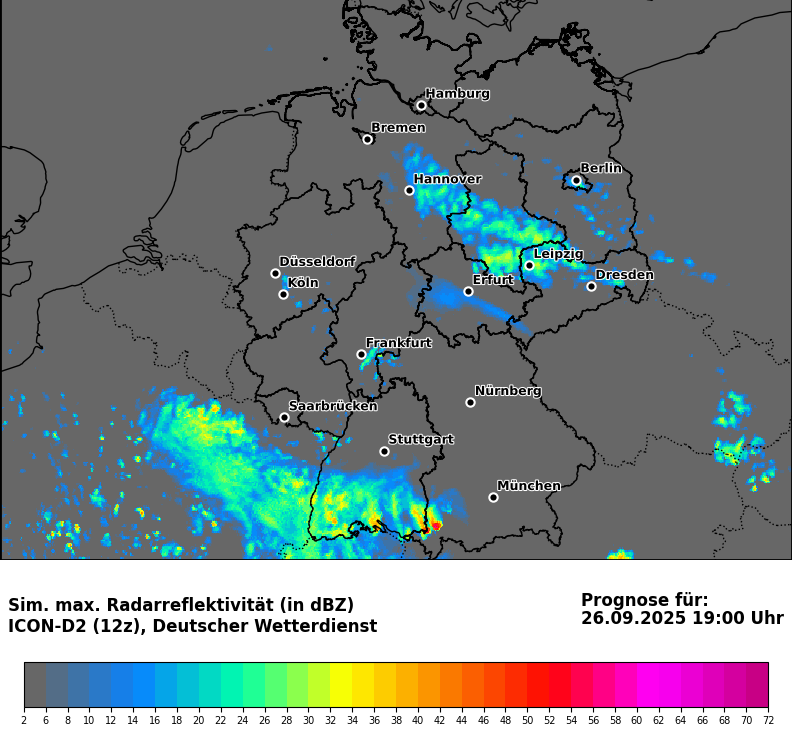 Hamburg
Bremen
Berlin
Hannover
Leipzig
Düsseldorf
Dresden
Köln
Erfurt
Frankfurt
Nürnberg
Saarbrücken
Stuttgart
München
Sim. max. Radarreflektivität (in dBZ)
ICON-D2 (12z), Deutscher Wetterdienst
Prognose für:
26.09.2025 19:00 Uhr
2 6 8 10 12 14 16 18 20 22 24 26 28 30 32 34 36 38 40 42 44 46 48 50 52 54 56 58 60 62 64 66 68 70 72